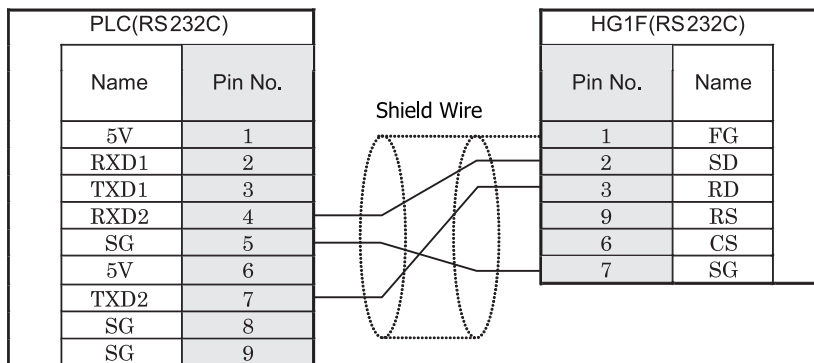 PLC(RS232C)
Name Pin No.
5V 1
RXD1 2
TXD1 3
RXD2 4
SG 5
5V 6
TXD2 7
SG 8
SG 9
Shield Wire
HG1F(RS232C)
Pin No. Name
1 FG
2 SD
3 RD
9 RS
6 CS
7 SG